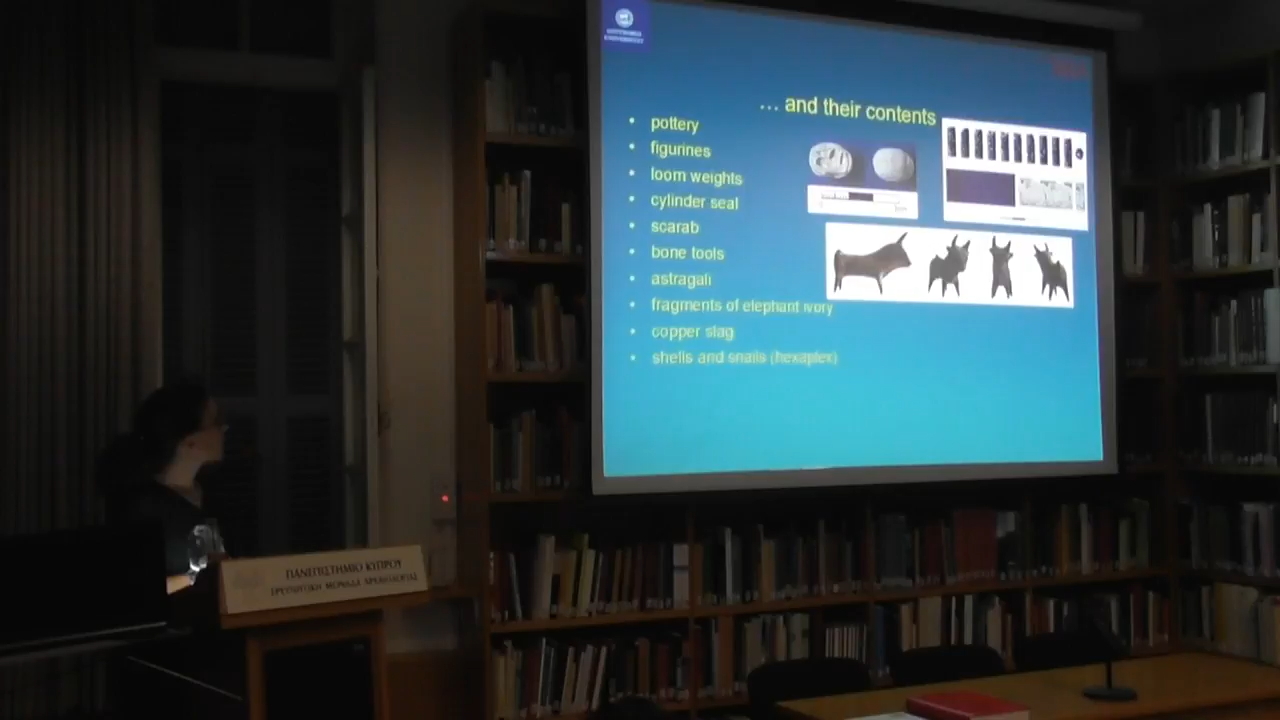 … and their contents
• pottery
• figurines
• loom weights
• cylinder seal
• scarab
• bone tools
• astragali
• fragments of elephant ivory
• copper slag
• shells and snails (hexaplex)
ΠΑΝΕΠΙΣΤΗΜΙΟ ΚΥΠΡΟΥ
ΕΡΕΥΝΗΤΙΚΗ ΜΟΝΑΔΑ ΑΡΧΑΙΟΛΟΓΙΑΣ